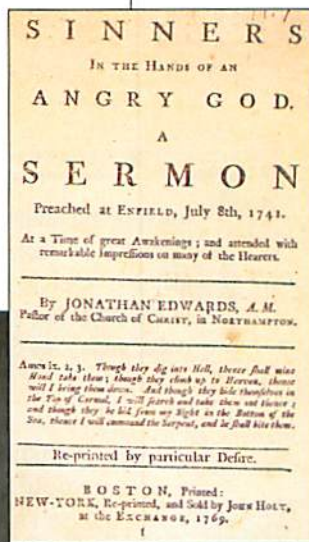 SINNERS
IN THE HANDS OF AN
ANGRY GOD.
A
SERMON
Preached at ENFIELD, July 8th, 1741.
At a Time of great Awakenings; and attended with
remarkable Impressions on many of the Hearers.
By JONATHAN EDWARDS, A. M.
Pastor of the Church of CHRIST, in NORTHAMPTON.
Amos ix. 2, 3. Though they dig into Hell, thence shall mine
Hand take them; though they climb up to Heaven, thence
will I bring them down. And though they hide themselves in
the Top of Carmel, I will search and take them out thence;
and though they be hid from my Sight in the Bottom of the
Sea, thence I will command the Serpent, and he shall bite them.
Re-printed by particular Desire.
BOSTON, Printed:
NEW-YORK, Re-printed, and Sold by JOHN HOLT,
at the EXCHANGE, 1769.